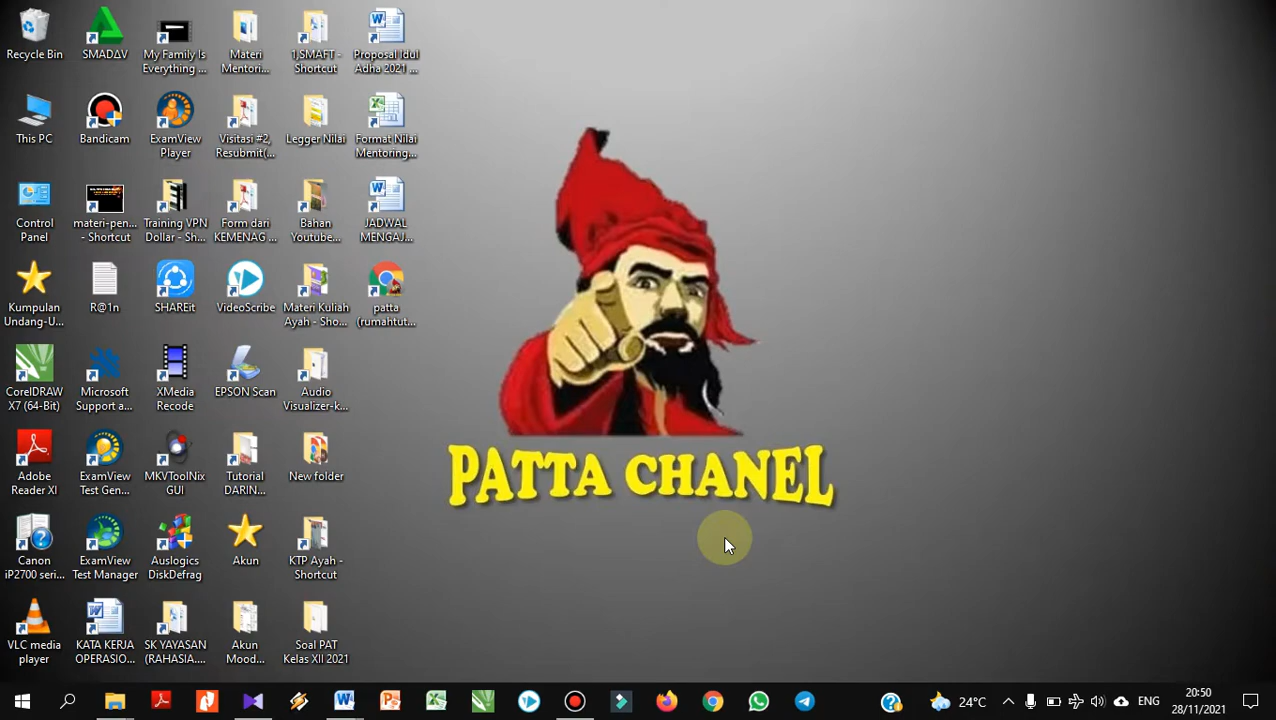 Recycle Bin
SMADAV
My Family Is
Everything ...
Materi
Mentori...
1,SMAFT -
Shortcut
Proposal Idul
Adha 2021 ...
This PC
Bandicam
ExamView
Player
Visitasi #2,
Resubmit(...
Legger Nilai
Format Nilai
Mentoring...
Control
Panel
materi-pen...
- Shortcut
Training VPN
Dollar - Sh...
Form dari
KEMENAG ...
Bahan
Youtube...
JADWAL
MENGAJ...
Kumpulan
Undang-U...
R@1n
SHAREit
VideoScribe
Materi Kuliah
Ayah - Sho...
patta
(rumahtut...
CorelDRAW
X7 (64-Bit)
Microsoft
Support a...
XMedia
Recode
EPSON Scan
Audio
Visualizer-k...
Adobe
Reader XI
ExamView
Test Gen...
MKVToolNix
GUI
Tutorial
DARIN...
New folder
PATTA CHANEL
Canon
iP2700 seri...
ExamView
Test Manager
Auslogics
DiskDefrag
Akun
KTP Ayah -
Shortcut
VLC media
player
KATA KERJA
OPERASIO...
SK YAYASAN
(RAHASIA....
Akun
Mood...
Soal PAT
Kelas XII 2021
24°C
ENG
20:50
28/11/2021